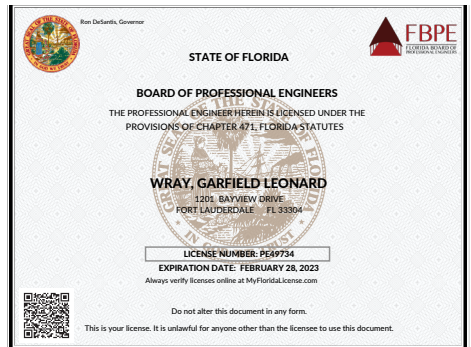 Ron DeSantis, Governor
FBPE
FLORIDA BOARD OF
PROFESSIONAL ENGINEERS
STATE OF FLORIDA
BOARD OF PROFESSIONAL ENGINEERS
THE PROFESSIONAL ENGINEER HEREIN IS LICENSED UNDER THE
PROVISIONS OF CHAPTER 471, FLORIDA STATUTES
WRAY, GARFIELD LEONARD
1201 BAYVIEW DRIVE
FORT LAUDERDALE FL 33304
LICENSE NUMBER: PE49734
EXPIRATION DATE: FEBRUARY 28, 2023
Always verify licenses online at MyFloridaLicense.com
Do not alter this document in any form.
This is your license. It is unlawful for anyone other than the licensee to use this document.